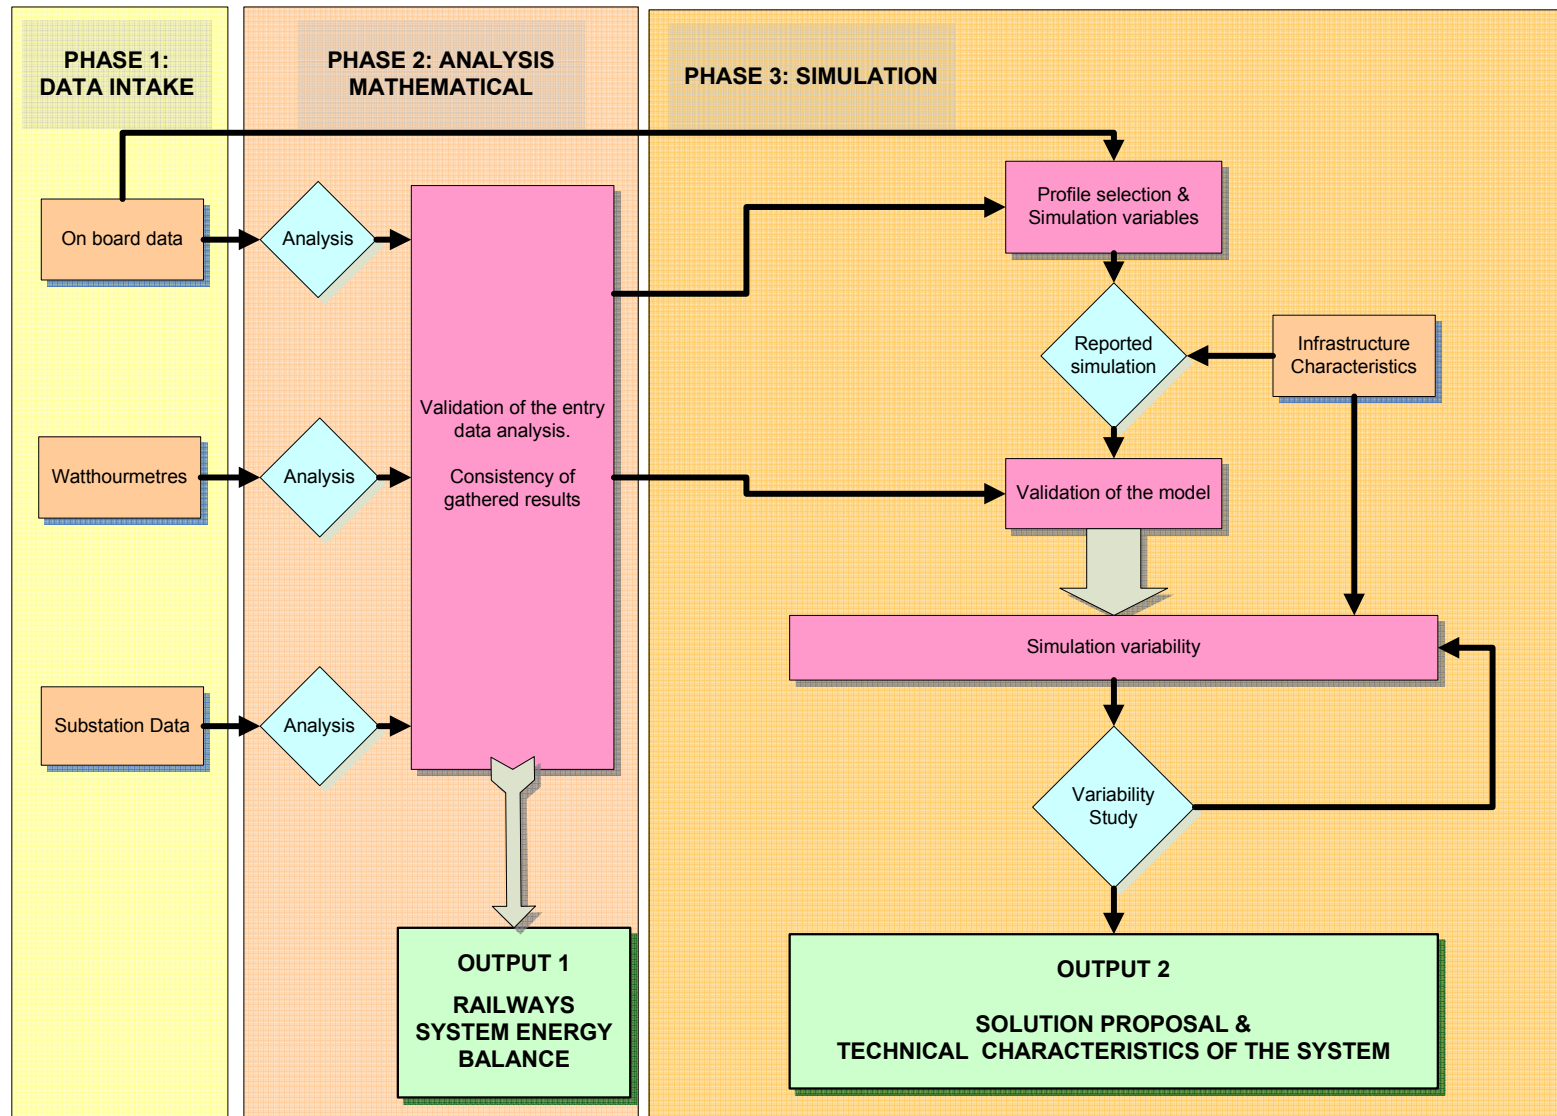 PHASE 1:
DATA INTAKE
PHASE 2: ANALYSIS
MATHEMATICAL
PHASE 3: SIMULATION
On board data
Analysis
Profile selection &
Simulation variables
Reported
simulation
Infrastructure
Characteristics
Validation of the entry
data analysis.
Consistency of
gathered results
Watthourmetres
Analysis
Validation of the model
Simulation variability
Substation Data
Analysis
Variability
Study
OUTPUT 1
RAILWAYS
SYSTEM ENERGY
BALANCE
OUTPUT 2
SOLUTION PROPOSAL &
TECHNICAL CHARACTERISTICS OF THE SYSTEM